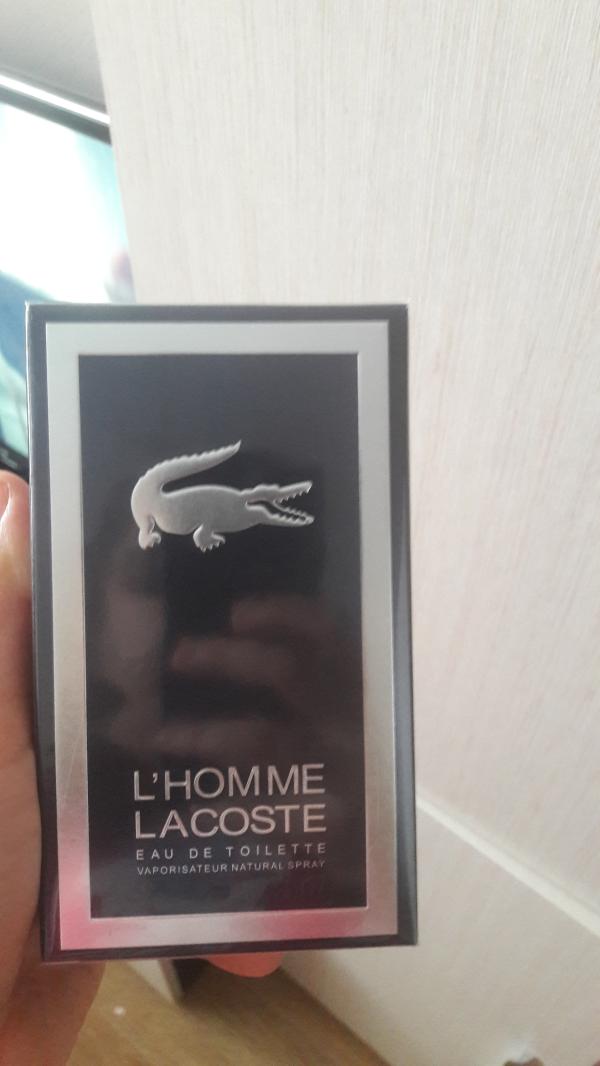 L'HOMME
LACOSTE
EAU DE TOILETTE
VAPORISATEUR NATURAL SPRAY